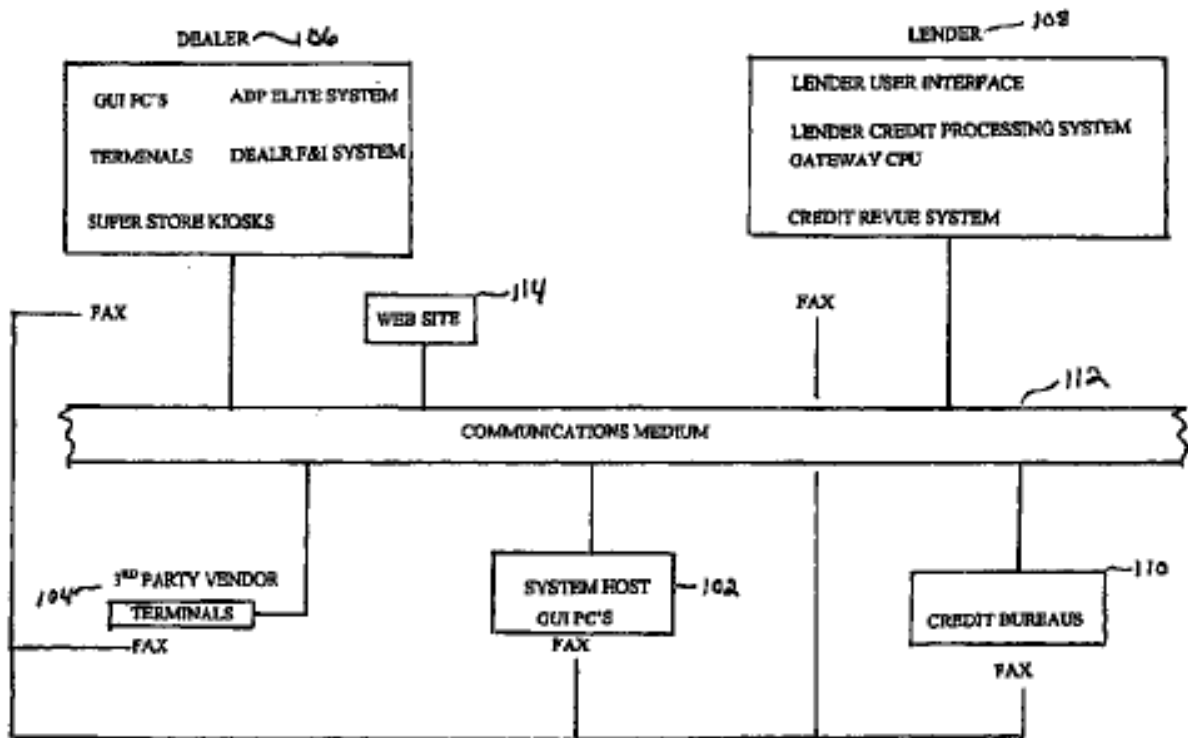 DEALER 106
LENDER 108
GUI PC'S ADP ELITE SYSTEM
TERMINALS DEALR F&I SYSTEM
SUPER STORE KIOSKS
LENDER USER INTERFACE
LENDER CREDIT PROCESSING SYSTEM
GATEWAY CPU
CREDIT REVUE SYSTEM
FAX
WEB SITE
114
FAX
112
COMMUNICATIONS MEDIUM
104
3RD PARTY VENDOR
TERMINALS
FAX
SYSTEM HOST
GUI PC'S
102
FAX
110
CREDIT BUREAUS
FAX